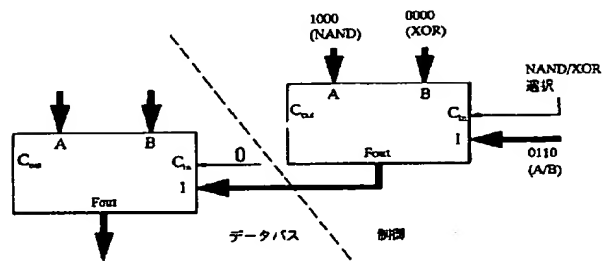 1000
(NAND)
0000
(XOR)
NAND/XOR
選択
A
B
Cout
Cin
I
Fout
0110
(A/B)
A
B
Cout
Cin
0
I
Fout
データパス
制御